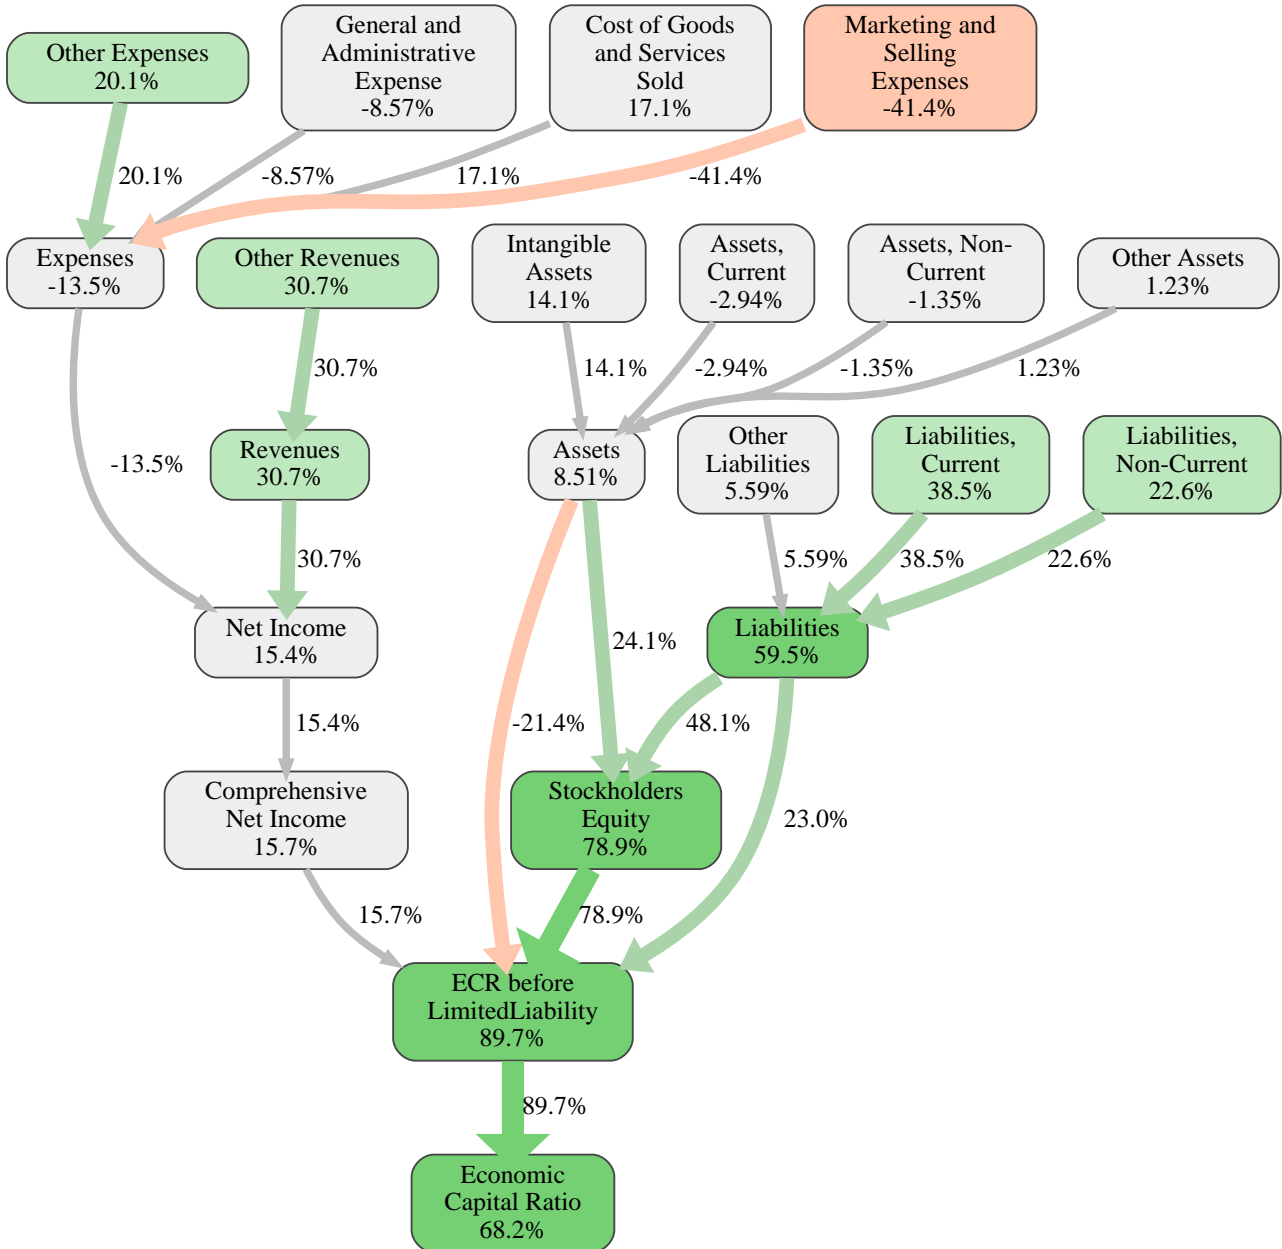 Other Expenses
20.1%
General and
Administrative
Expense
-8.57%
Cost of Goods
and Services
Sold
17.1%
Marketing and
Selling
Expenses
-41.4%
20.1%
-8.57%
17.1%
-41.4%
Expenses
-13.5%
Other Revenues
30.7%
Intangible
Assets
14.1%
Assets,
Current
-2.94%
Assets, Non-
Current
-1.35%
Other Assets
1.23%
30.7%
14.1%
-2.94%
-1.35%
1.23%
-13.5%
Revenues
30.7%
Assets
8.51%
Other
Liabilities
5.59%
Liabilities,
Current
38.5%
Liabilities,
Non-Current
22.6%
30.7%
5.59%
38.5%
22.6%
Net Income
15.4%
24.1%
Liabilities
59.5%
15.4%
-21.4%
48.1%
Comprehensive
Net Income
15.7%
Stockholders
Equity
78.9%
23.0%
15.7%
78.9%
ECR before
LimitedLiability
89.7%
89.7%
Economic
Capital Ratio
68.2%